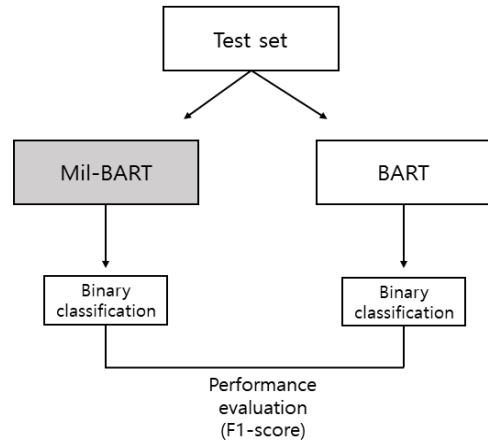 Test set
Mil-BART
BART
Binary
classification
Binary
classification
Performance
evaluation
(F1-score)